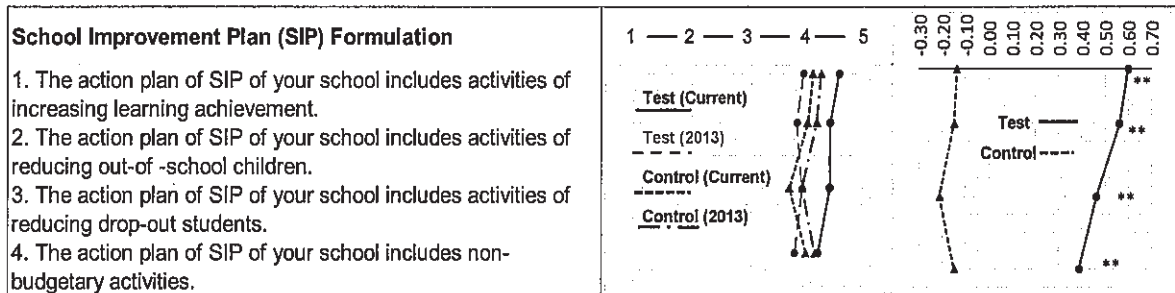 School Improvement Plan (SIP) Formulation
1. The action plan of SIP of your school includes activities of
increasing learning achievement.
2. The action plan of SIP of your school includes activities of
reducing out-of -school children.
3. The action plan of SIP of your school includes activities of
reducing drop-out students.
4. The action plan of SIP of your school includes non-
budgetary activities.
1 — 2 — 3 — 4 — 5
Test (Current)
Test (2013)
Control (Current)
Control (2013)
-0.30
-0.20
-0.10
0.00
0.10
0.20
0.30
0.40
0.50
0.60
0.70
**
Test
**
Control
**
**